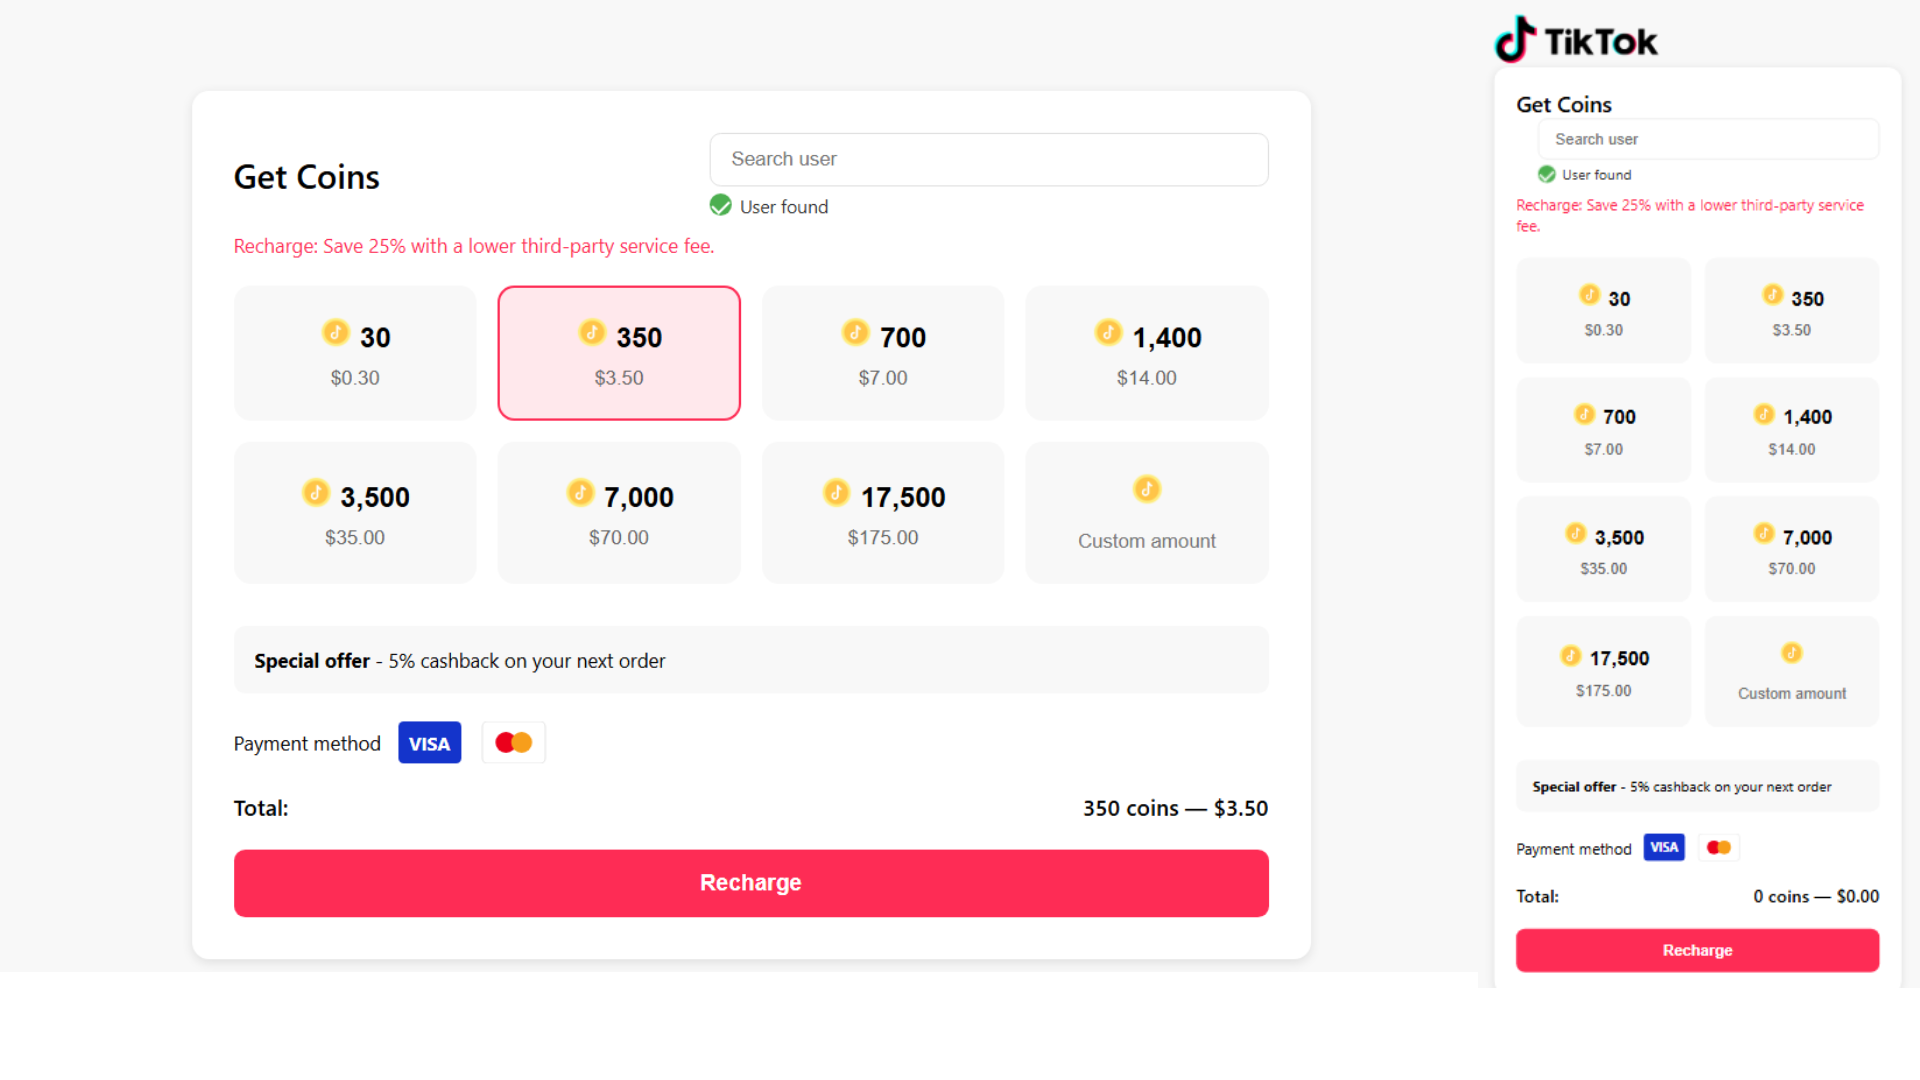 Get Coins
Search user
User found
Recharge: Save 25% with a lower third-party service fee.
30
$0.30
350
$3.50
700
$7.00
1,400
$14.00
3,500
$35.00
7,000
$70.00
17,500
$175.00
Custom amount
Special offer - 5% cashback on your next order
Payment method VISA
Total: 350 coins — $3.50
Recharge
TikTok
Get Coins
Search user
User found
Recharge: Save 25% with a lower third-party service
fee.
30
$0.30
350
$3.50
700
$7.00
1,400
$14.00
3,500
$35.00
7,000
$70.00
17,500
$175.00
Custom amount
Special offer - 5% cashback on your next order
Payment method VISA
Total: 0 coins — $0.00
Recharge